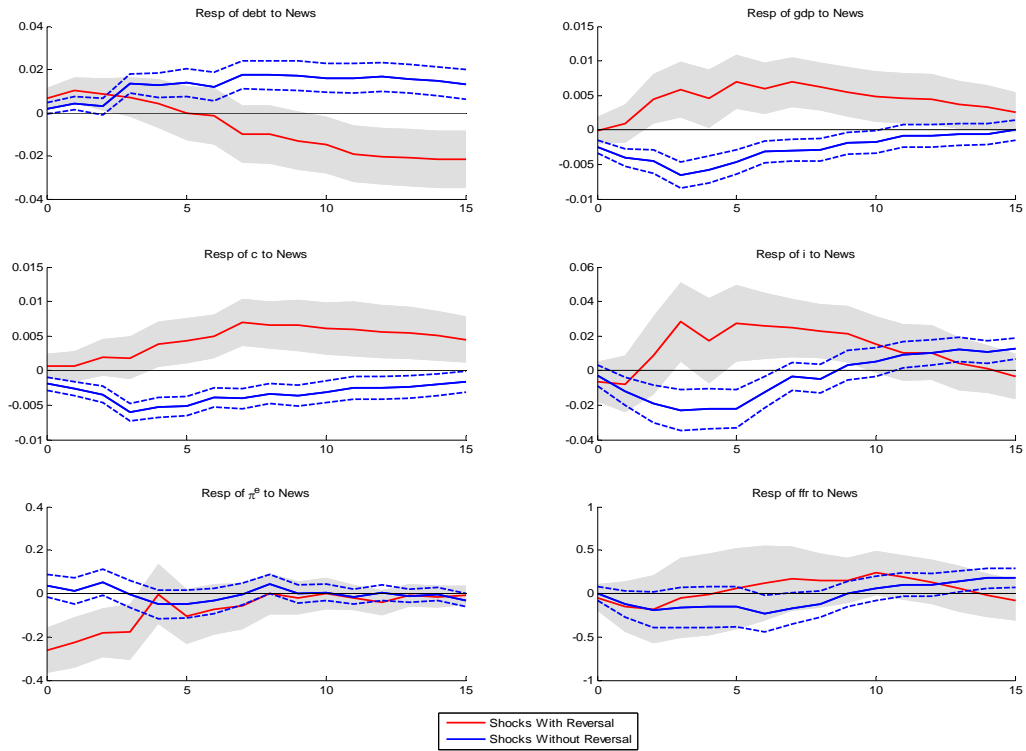 Resp of debt to News
0.04
0.02
0
-0.02
-0.04
0 5 10 15
Resp of gdp to News
0.015
0.01
0.005
0
-0.005
-0.01
0 5 10 15
Resp of c to News
0.015
0.01
0.005
0
-0.005
-0.01
0 5 10 15
Resp of i to News
0.06
0.04
0.02
0
-0.02
-0.04
0 5 10 15
Resp of πᵉ to News
0.4
0.2
0
-0.2
-0.4
0 5 10 15
Resp of ffr to News
1
0.5
0
-0.5
-1
0 5 10 15
Shocks With Reversal
Shocks Without Reversal